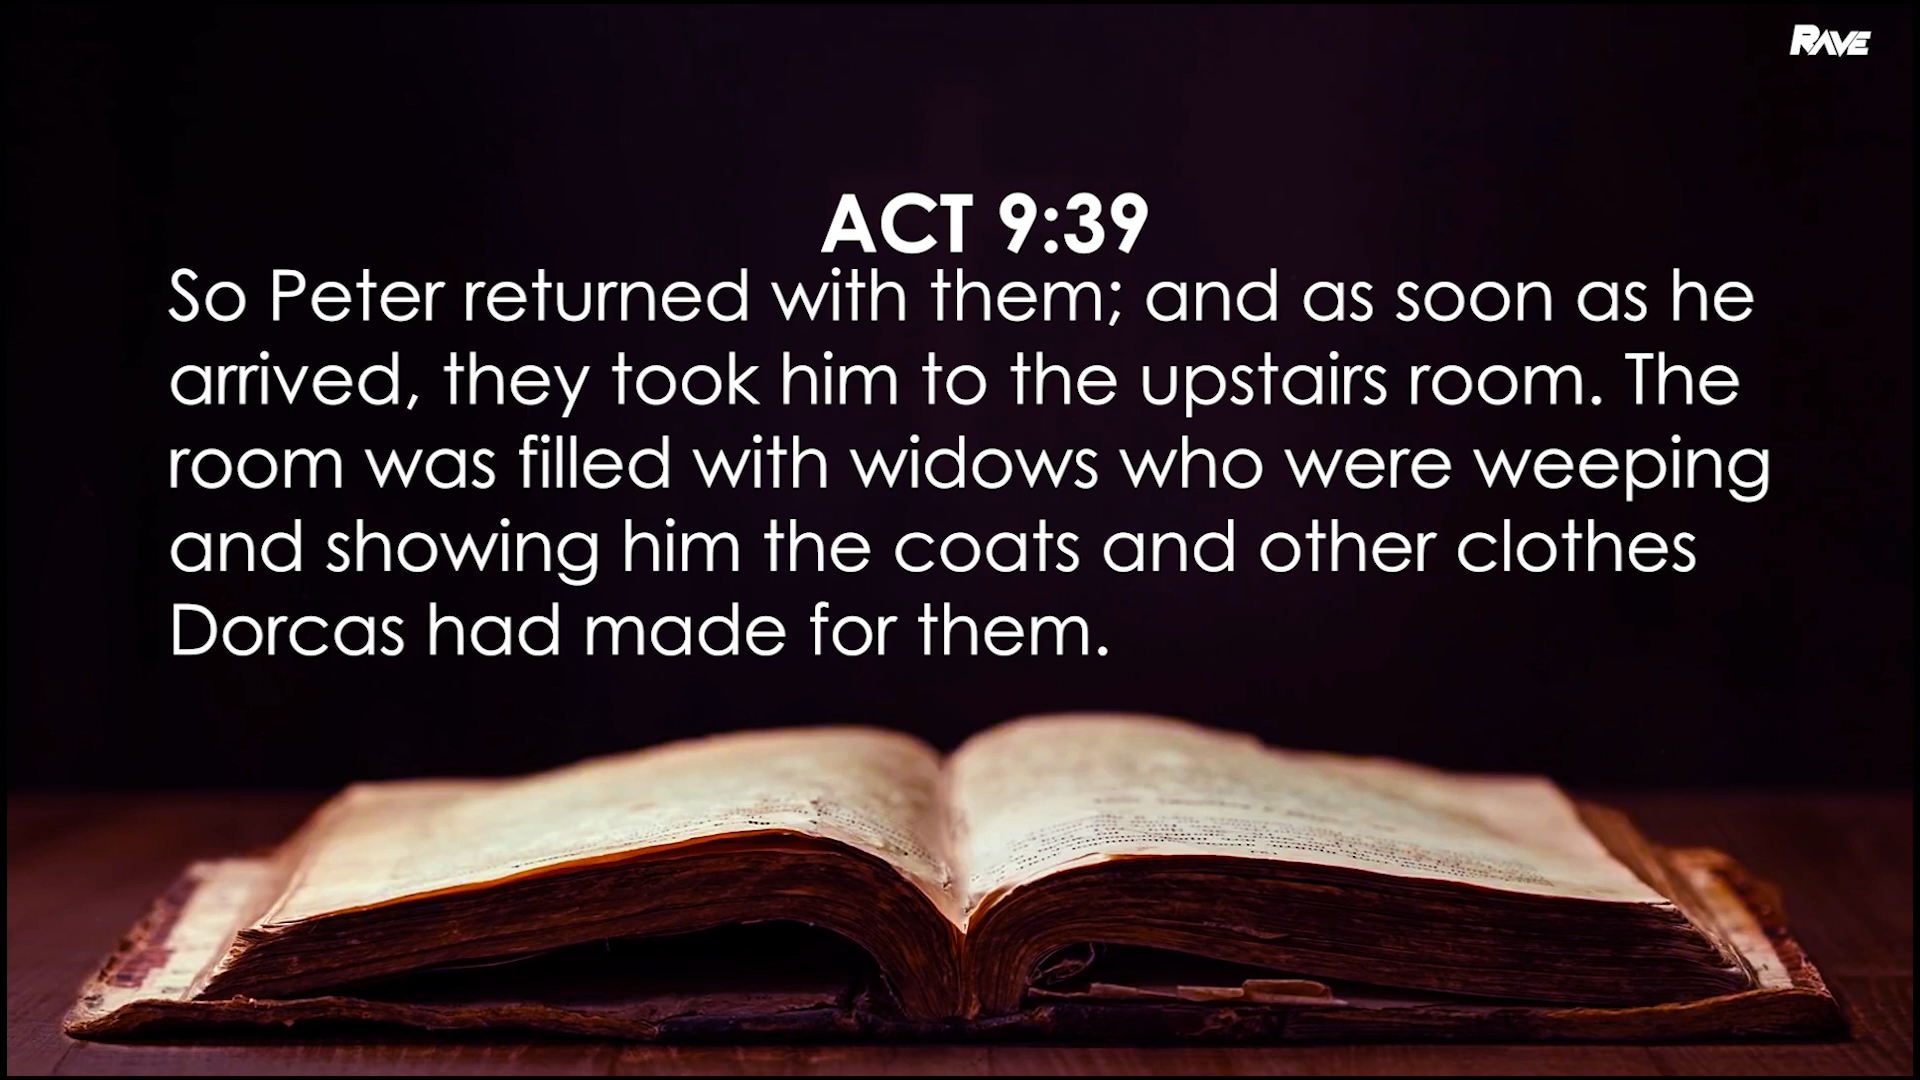 RAVE
ACT 9:39
So Peter returned with them; and as soon as he
arrived, they took him to the upstairs room. The
room was filled with widows who were weeping
and showing him the coats and other clothes
Dorcas had made for them.